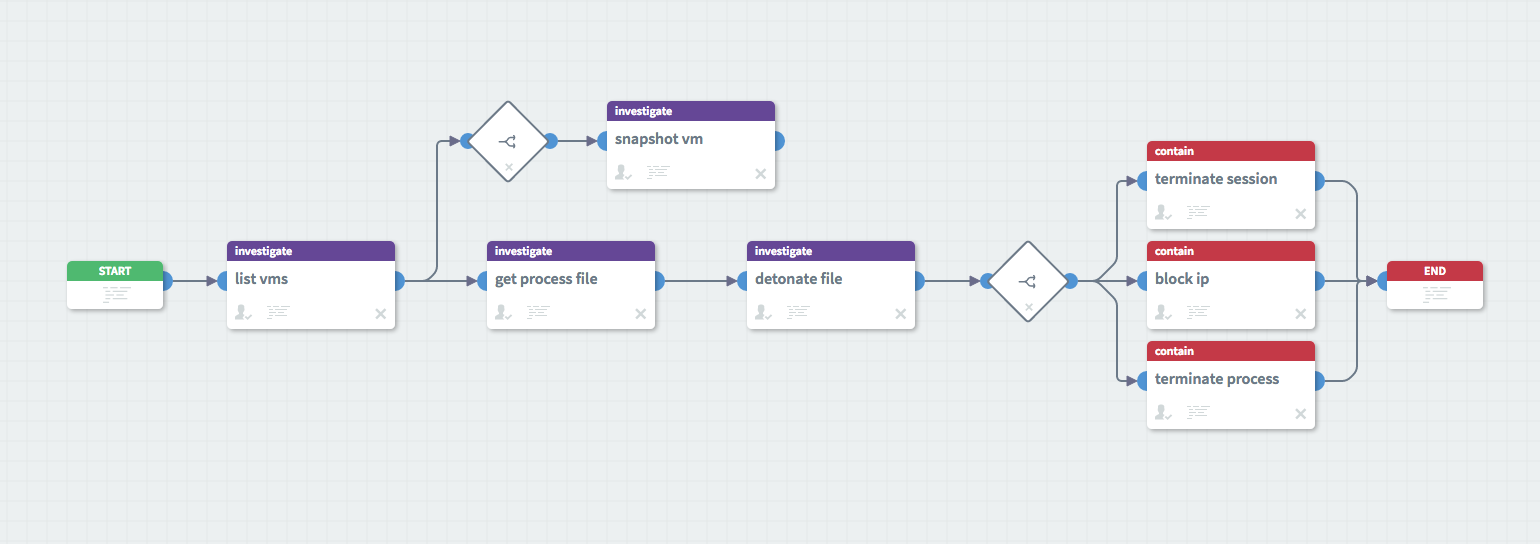 investigate
snapshot vm
contain
terminate session
START
investigate
list vms
investigate
get process file
investigate
detonate file
contain
block ip
END
contain
terminate process